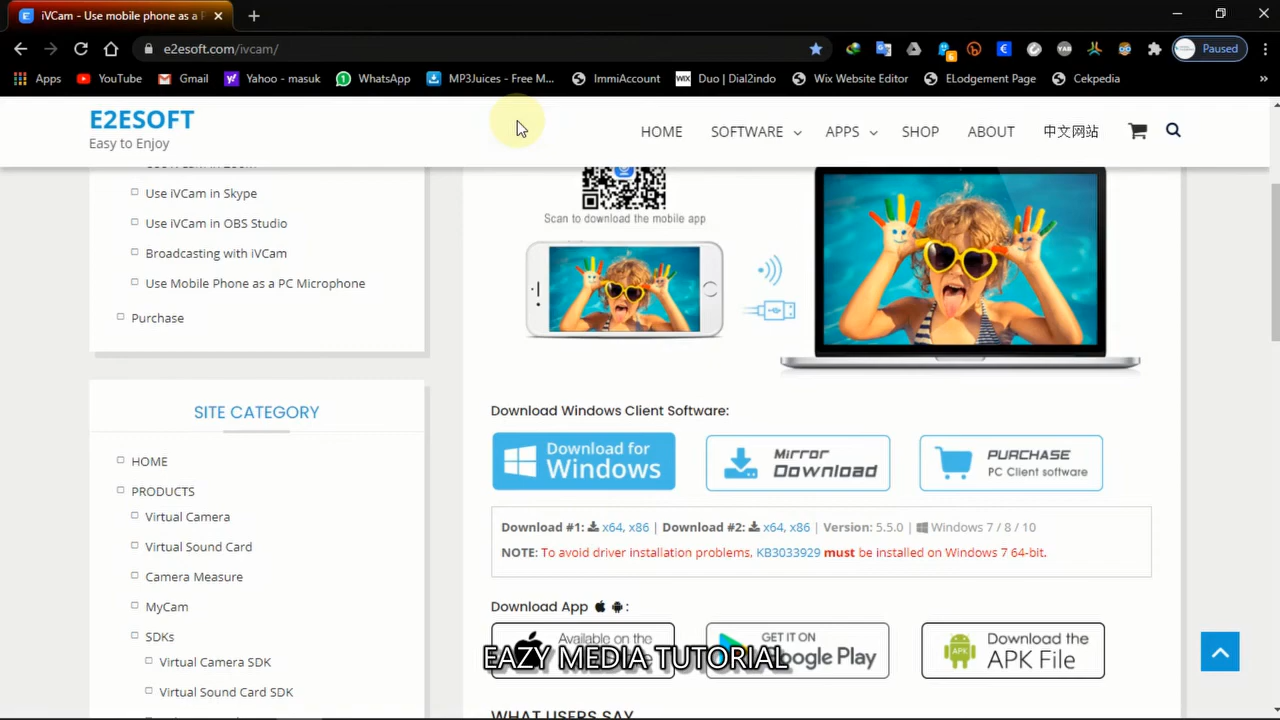 iVCam - Use mobile phone as a P
e2esoft.com/ivcam/
6
YAB
Paused
Apps
YouTube
Gmail
Yahoo - masuk
WhatsApp
MP3Juices - Free M...
ImmiAccount
WIX
Duo | Dial2indo
Wix Website Editor
ELodgement Page
Cekpedia
»
E2ESOFT
Easy to Enjoy
HOME
SOFTWARE
APPS
SHOP
ABOUT
中文网站
Use iVCam in Skype
Use iVCam in OBS Studio
Broadcasting with iVCam
Use Mobile Phone as a PC Microphone
Purchase
SITE CATEGORY
HOME
PRODUCTS
Virtual Camera
Virtual Sound Card
Camera Measure
MyCam
SDKs
Virtual Camera SDK
Virtual Sound Card SDK
Scan to download the mobile app
Download Windows Client Software:
Download for
Windows
Mirror
Download
PURCHASE
PC Client software
Download #1: x64, x86 | Download #2: x64, x86 | Version: 5.5.0 | Windows 7 / 8 / 10
NOTE: To avoid driver installation problems, KB3033929 must be installed on Windows 7 64-bit.
Download App :
Available on the
GET IT ON
Google Play
Download the
APK File
APK
EAZY MEDIA TUTORIAL
WHAT USERS SAY